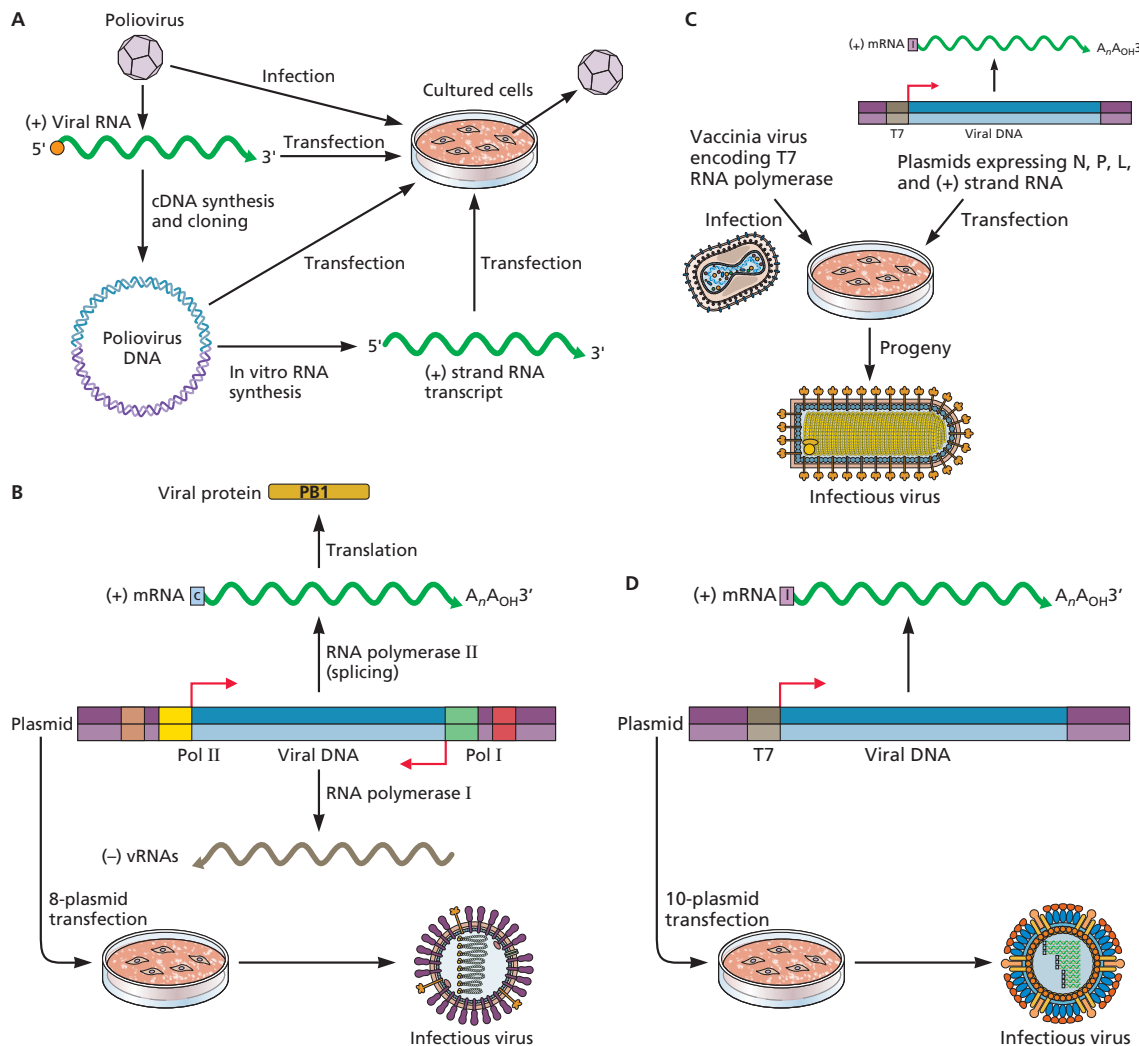 A
Poliovirus
Infection
Cultured cells
(+) Viral RNA
5'
3'
Transfection
cDNA synthesis
and cloning
Transfection
Transfection
Poliovirus
DNA
In vitro RNA
synthesis
5'
3'
(+) strand RNA
transcript
C
(+) mRNA
I
AnAOH3'
T7
Viral DNA
Vaccinia virus
encoding T7
RNA polymerase
Plasmids expressing N, P, L,
and (+) strand RNA
Infection
Transfection
Progeny
Infectious virus
B
Viral protein
PB1
Translation
(+) mRNA
C
AnAOH3′
RNA polymerase II
(splicing)
Plasmid
Pol II
Viral DNA
Pol I
RNA polymerase I
(–) vRNAs
8-plasmid
transfection
Infectious virus
D
(+) mRNA
I
AnAOH3′
Plasmid
T7
Viral DNA
10-plasmid
transfection
Infectious virus